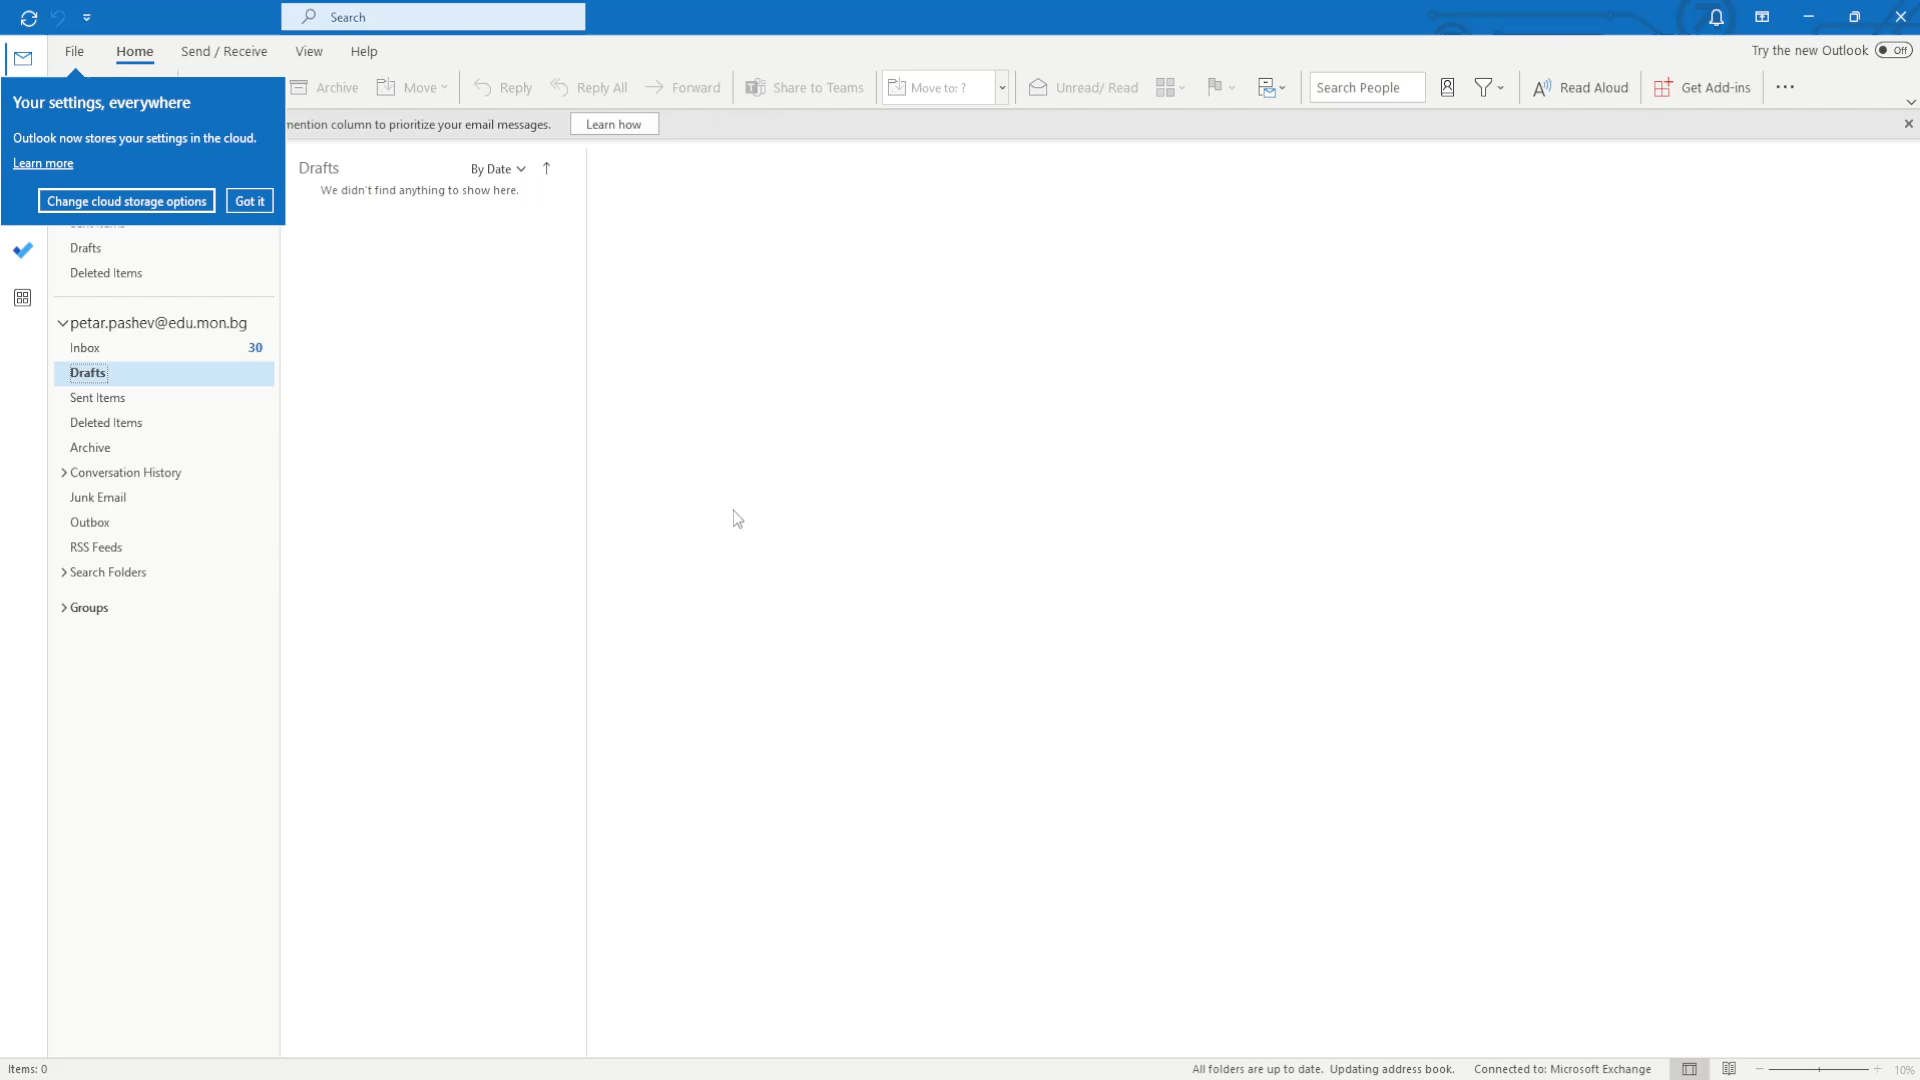 Search
File Home Send / Receive View Help
Try the new Outlook Off
Archive Move Reply Reply All Forward Share to Teams Move to: ? Unread/ Read Search People Read Aloud Get Add-ins
mention column to prioritize your email messages. Learn how
Your settings, everywhere
Outlook now stores your settings in the cloud.
Learn more
Change cloud storage options Got it
Drafts
Deleted Items
petar.pashev@edu.mon.bg
Inbox 30
Drafts
Sent Items
Deleted Items
Archive
Conversation History
Junk Email
Outbox
RSS Feeds
Search Folders
Groups
Drafts By Date
We didn't find anything to show here.
Items: 0
All folders are up to date. Updating address book. Connected to: Microsoft Exchange 10%